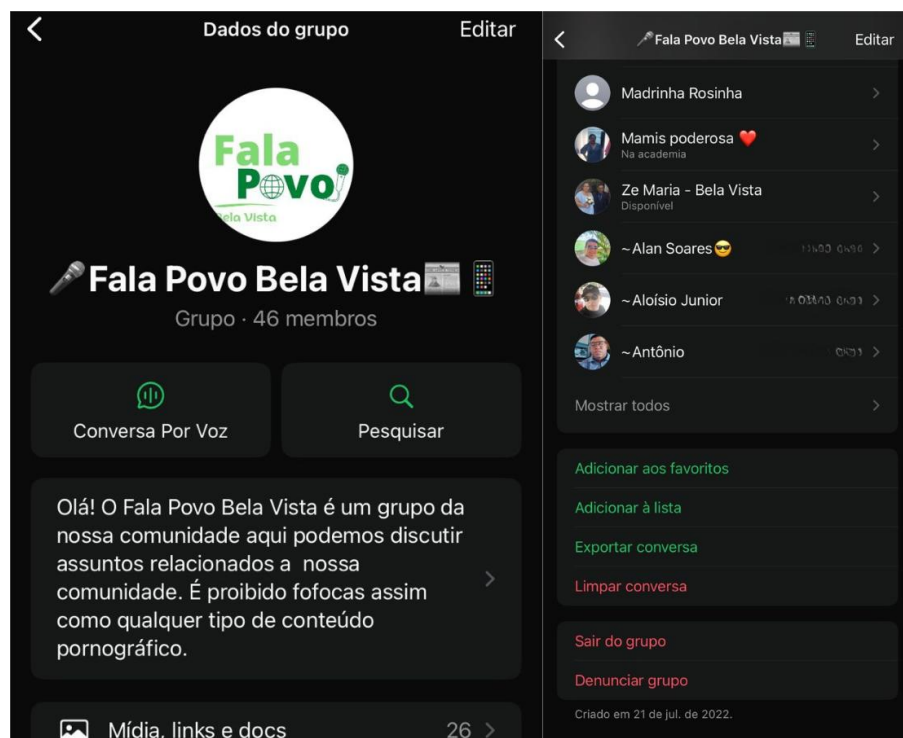 Dados do grupo
Editar
Fala
Povo
Bela Vista
🎤Fala Povo Bela Vista📰📱
Grupo · 46 membros
Conversa Por Voz
Pesquisar
Olá! O Fala Povo Bela Vista é um grupo da
nossa comunidade aqui podemos discutir
assuntos relacionados a nossa
comunidade. É proibido fofocas assim
como qualquer tipo de conteúdo
pornográfico.
Mídia, links e docs
26
🎤Fala Povo Bela Vista📰📱
Editar
Madrinha Rosinha
Mamis poderosa ❤️
Na academia
Ze Maria - Bela Vista
Disponível
~Alan Soares😎
~Aloísio Junior
~Antônio
Mostrar todos
Adicionar aos favoritos
Adicionar à lista
Exportar conversa
Limpar conversa
Sair do grupo
Denunciar grupo
Criado em 21 de jul. de 2022.